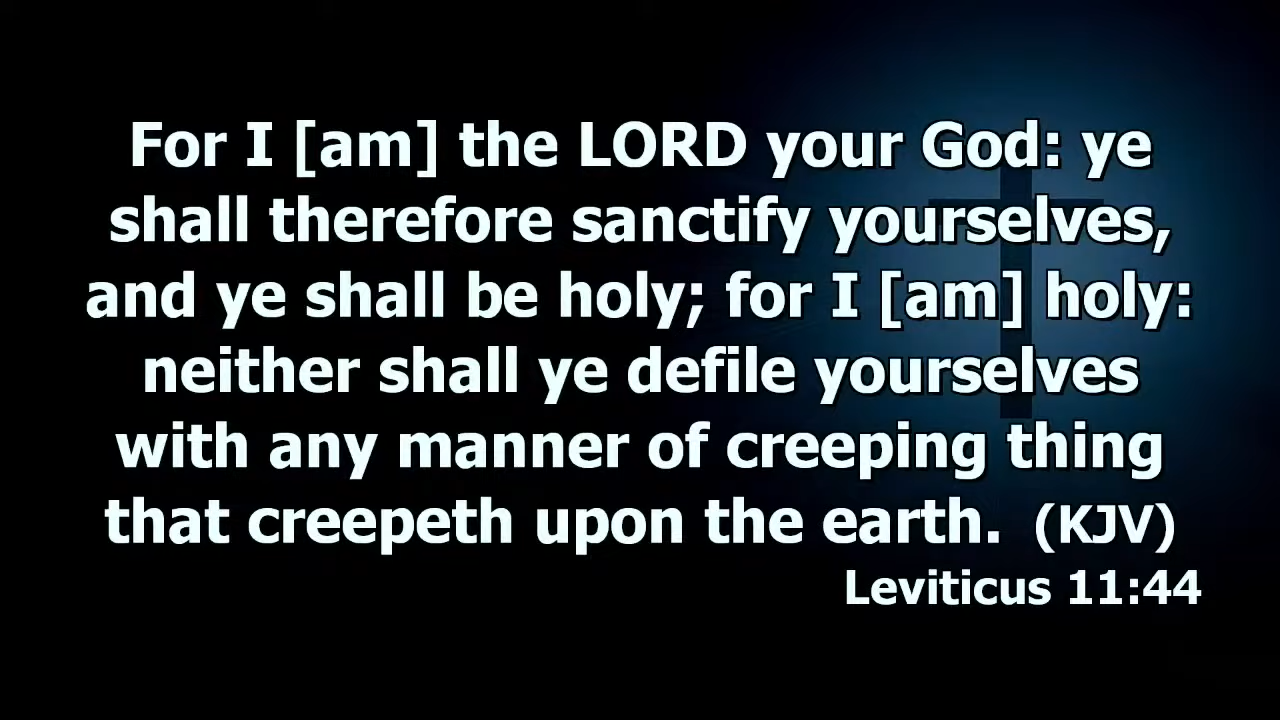 For I [am] the LORD your God: ye
shall therefore sanctify yourselves,
and ye shall be holy; for I [am] holy:
neither shall ye defile yourselves
with any manner of creeping thing
that creepeth upon the earth. (KJV)
Leviticus 11:44